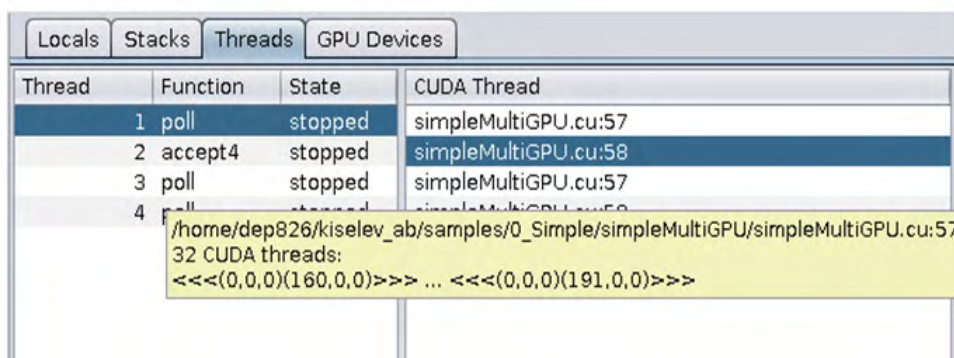 Locals Stacks Threads GPU Devices
Thread Function State CUDA Thread
1 poll stopped simpleMultiGPU.cu:57
2 accept4 stopped simpleMultiGPU.cu:58
3 poll stopped simpleMultiGPU.cu:57
4
/home/dep826/kiselev_ab/samples/0_Simple/simpleMultiGPU/simpleMultiGPU.cu:57
32 CUDA threads:
<<<(0,0,0)(160,0,0)>>> ... <<<(0,0,0)(191,0,0)>>>